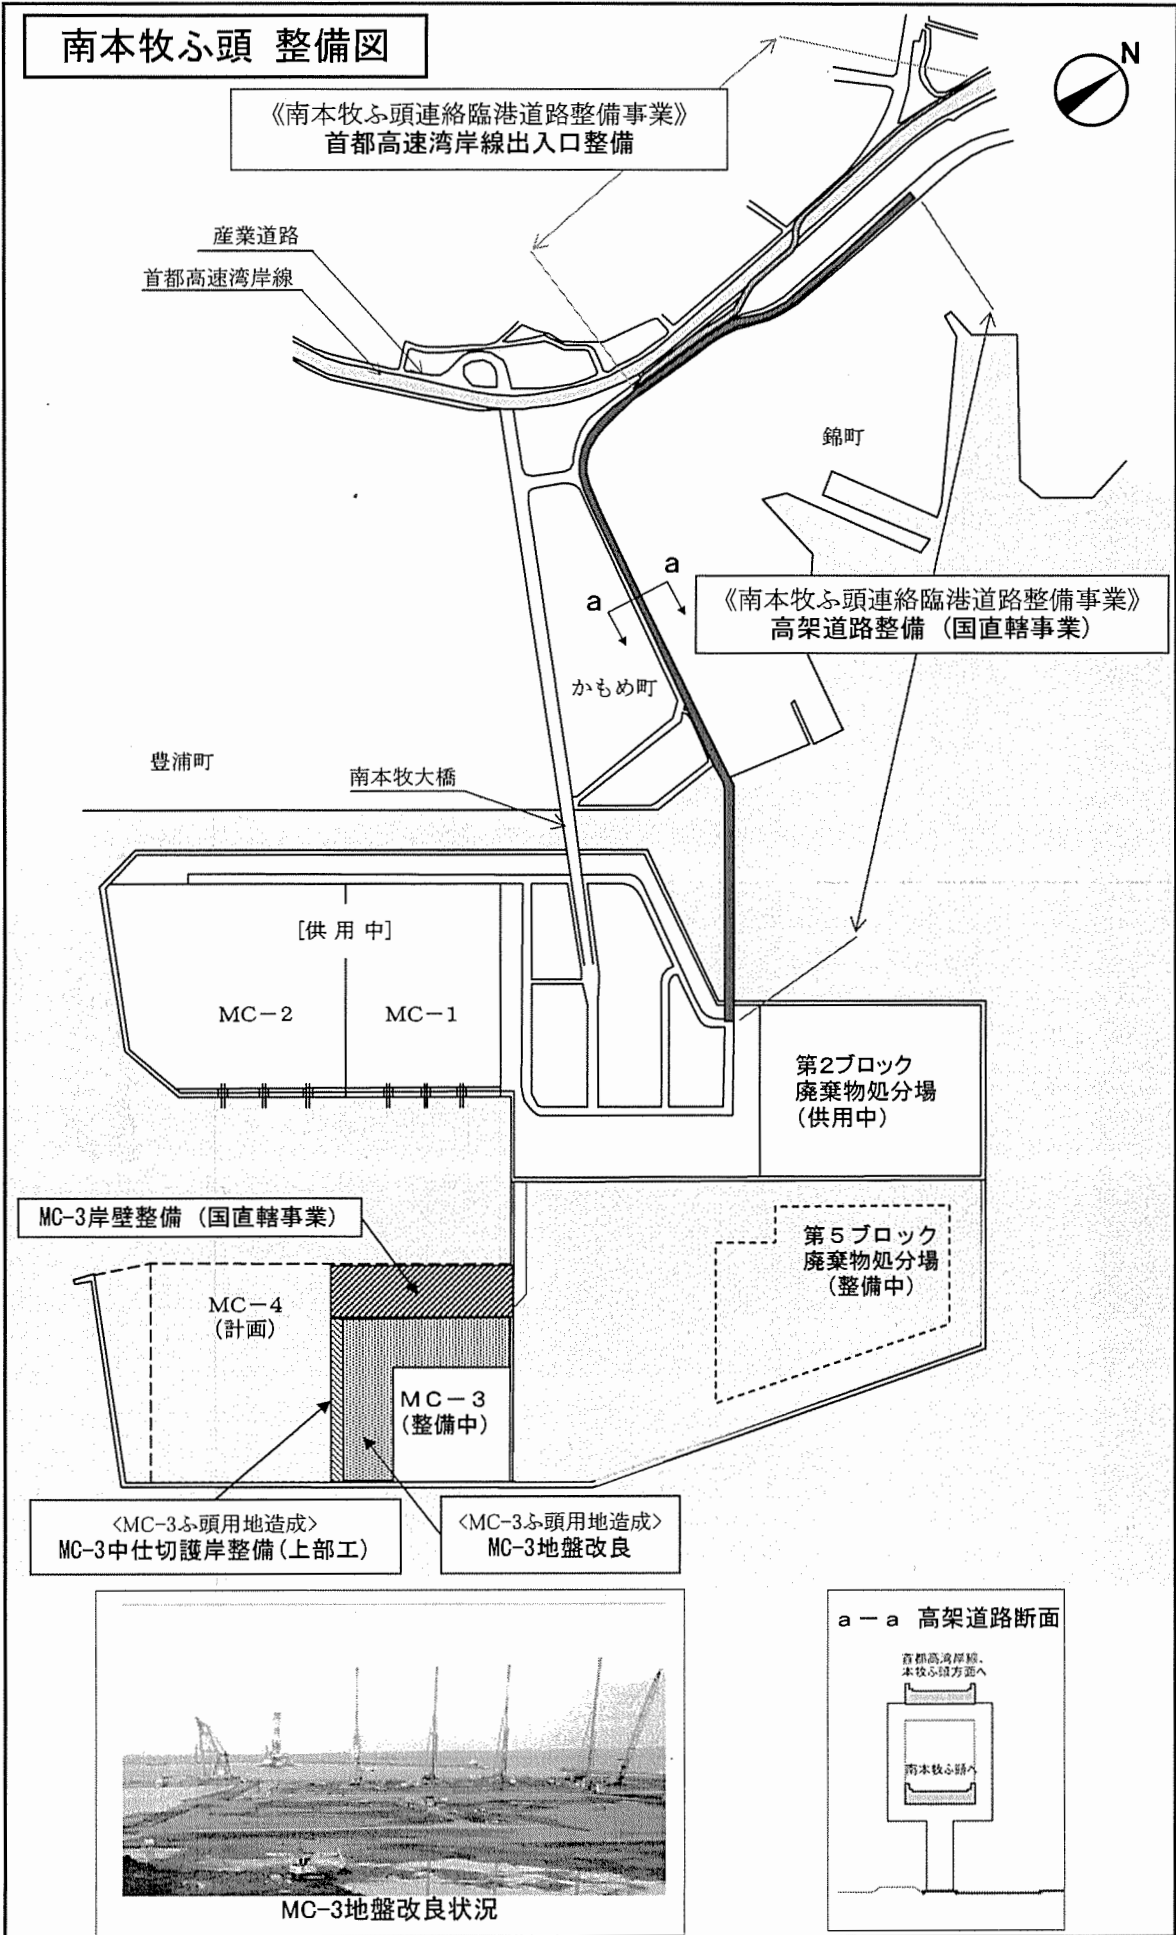 南本牧ふ頭 整備図
N
《南本牧ふ頭連絡臨港道路整備事業》
首都高速湾岸線出入口整備
産業道路
首都高速湾岸線
錦町
a
a
《南本牧ふ頭連絡臨港道路整備事業》
高架道路整備（国直轄事業）
かもめ町
豊浦町
南本牧大橋
[供 用 中]
MC－2
MC－1
第2ブロック
廃棄物処分場
（供用中）
MC-3岸壁整備（国直轄事業）
第５ブロック
廃棄物処分場
（整備中）
MC－4
（計画）
ＭＣ－３
（整備中）
〈MC-3ふ頭用地造成〉
MC-3中仕切護岸整備（上部工）
〈MC-3ふ頭用地造成〉
MC-3地盤改良
MC-3地盤改良状況
a－a 高架道路断面
首都高湾岸線、
本牧ふ頭方面へ
南本牧ふ頭へ